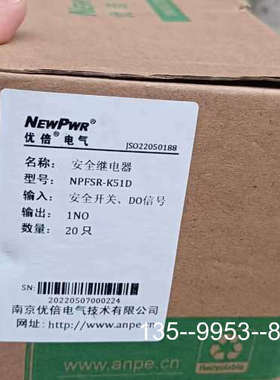 NEWPWR®
优倍®电气
JSO22050188
名称: 安全继电器
型号: NPFSR-K51D
输入: 安全开关、DO信号
输出: 1NO
数量: 20只
SN:
20220507000224
南京优倍电气技术有限公司
网址: http://www.anpe.cn
135--9953--8
www.anpe.cn
Recyclable